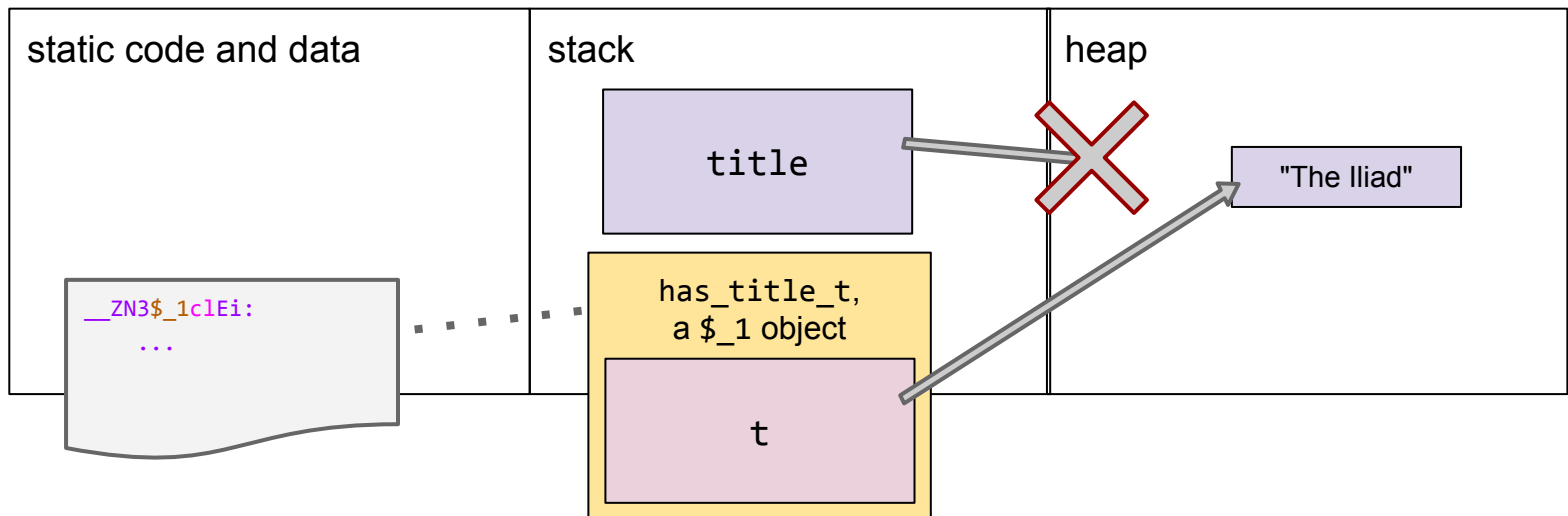 static code and data
stack
heap
title
"The Iliad"
__ZN3$_1clEi:
...
has_title_t,
a $_1 object
t